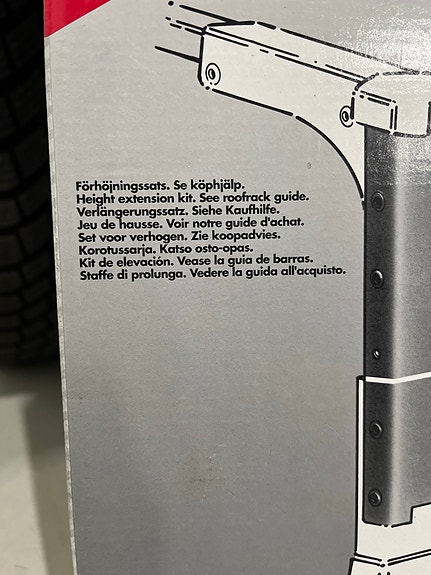 Förhöjningssats. Se köphjälp.
Height extension kit. See roofrack guide.
Verlängerungssatz. Siehe Kaufhilfe.
Jeu de hausse. Voir notre guide d'achat.
Set voor verhogen. Zie koopadvies.
Korotussarja. Katso osto-opas.
Kit de elevación. Vease la guia de barras.
Staffe di prolunga. Vedere la guida all'acquisto.